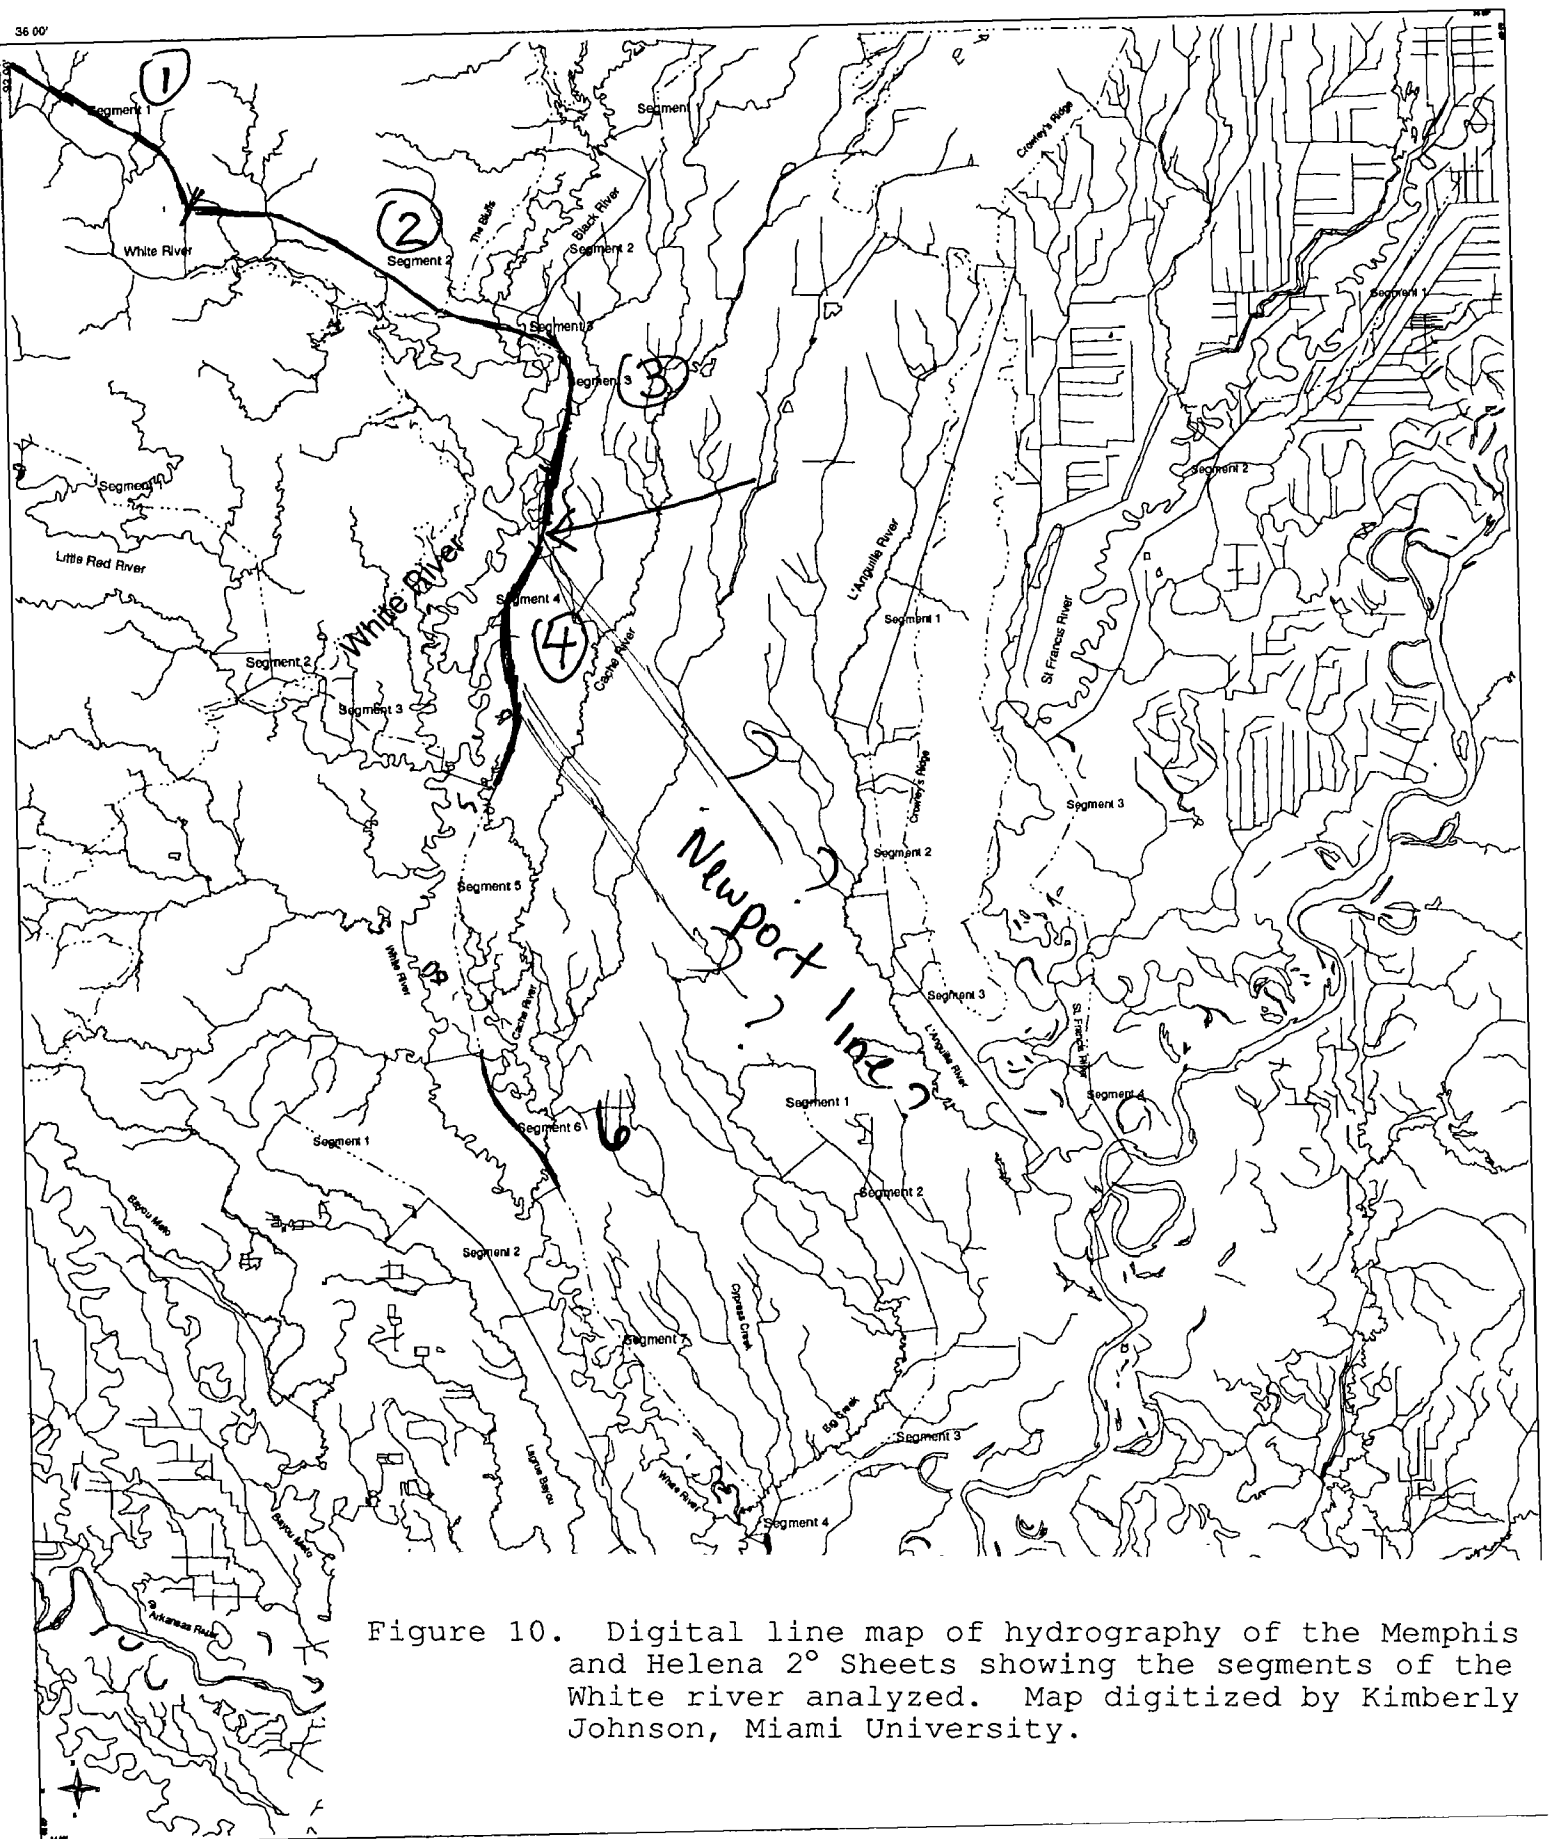 36 00'
1
Segment 1
Segment 1
Crowley's Ridge
2
The Bluffs
Black River
Segment 2
White River
Segment 2
Segment 1
Segment 3
Segment 3
3
Segment 2
Segment 1
Little Red River
White River
L'Anguille River
Segment 4
4
Cache River
Segment 1
St Francis River
Segment 2
Segment 3
Crowley's Ridge
Segment 3
Newport line ?
?
Segment 2
Segment 5
White River
Cache River
Segment 3
L'Anguille River
St. Francis River
Segment 4
Segment 1
Segment 6
6
Segment 1
Segment 2
Bayou Meto
Segment 2
Cypress Creek
Segment 7
Big Creek
Segment 3
Lagrue Bayou
White River
Segment 4
Bayou Meto
Arkansas River
Figure 10. Digital line map of hydrography of the Memphis
and Helena 2° Sheets showing the segments of the
White river analyzed. Map digitized by Kimberly
Johnson, Miami University.